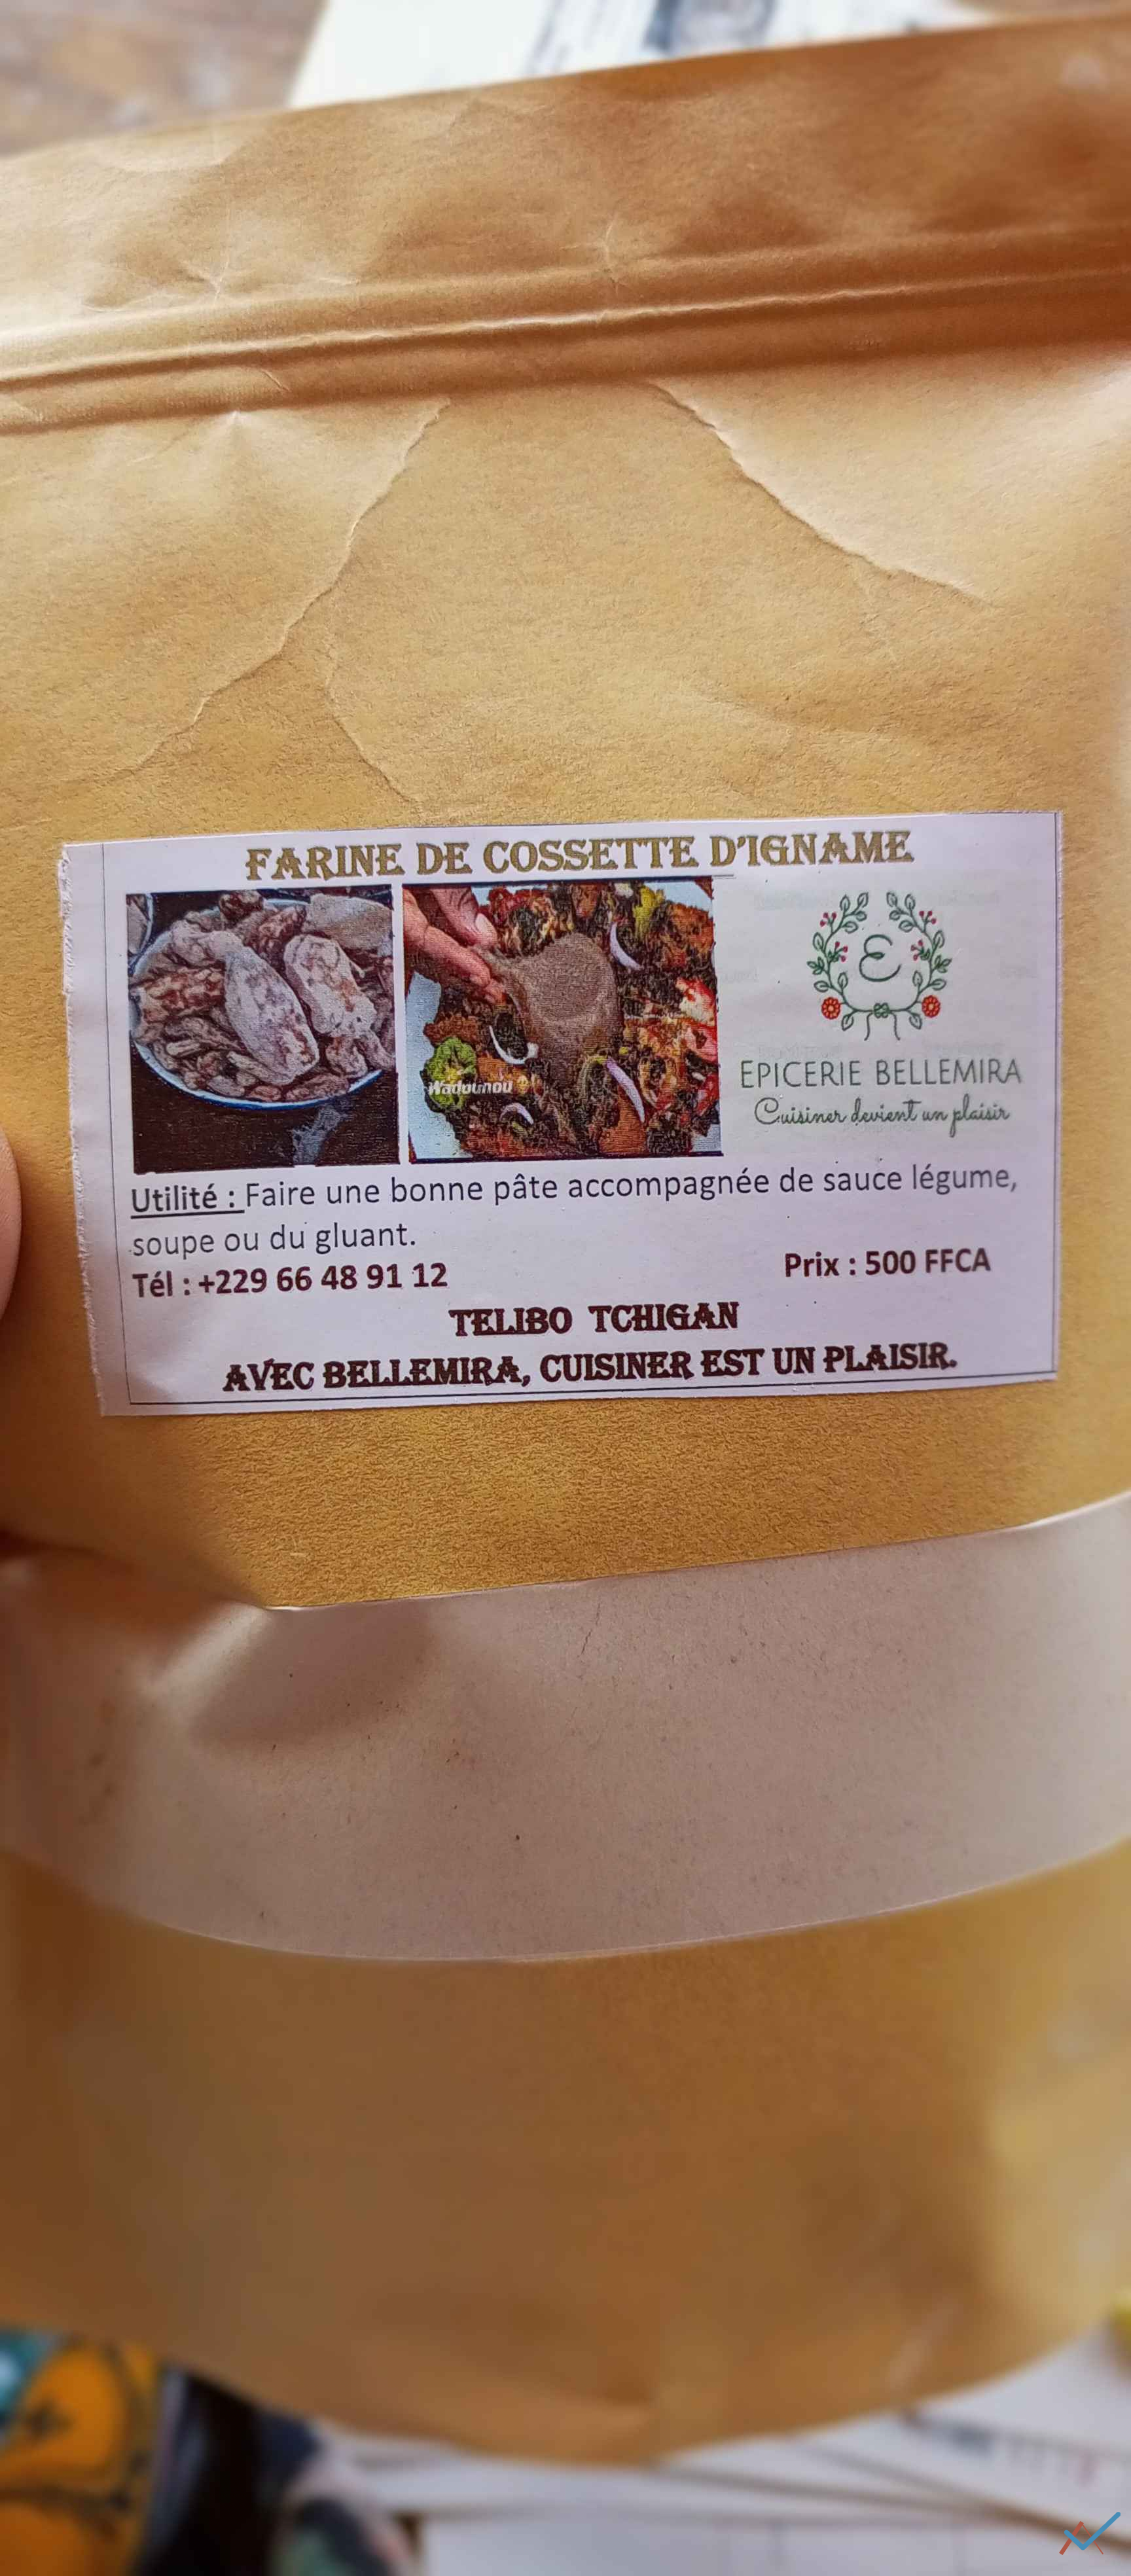 FARINE DE COSSETTE D'IGNAME
Wadounou
Ɛ
EPICERIE BELLEMIRA
Cuisiner devient un plaisir
Utilité : Faire une bonne pâte accompagnée de sauce légume,
soupe ou du gluant.
Tél : +229 66 48 91 12
Prix : 500 FFCA
TELIBO TCHIGAN
AVEC BELLEMIRA, CUISINER EST UN PLAISIR.